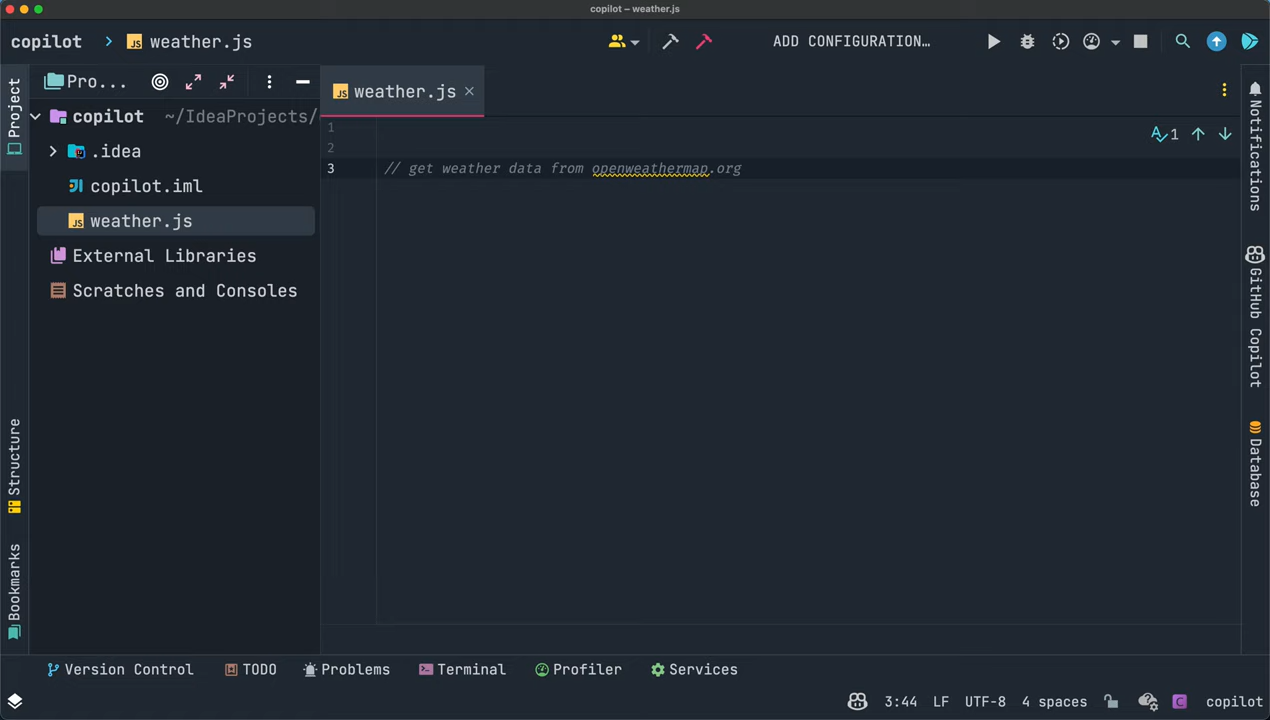 copilot – weather.js
copilot > weather.js
ADD CONFIGURATION…
Project
Pro...
weather.js
copilot ~/IdeaProjects/
.idea
copilot.iml
weather.js
External Libraries
Scratches and Consoles
1
2
3 // get weather data from openweathermap.org
1
Structure
Bookmarks
Notifications
GitHub Copilot
Database
Version Control
TODO
Problems
Terminal
Profiler
Services
3:44 LF UTF-8 4 spaces copilot